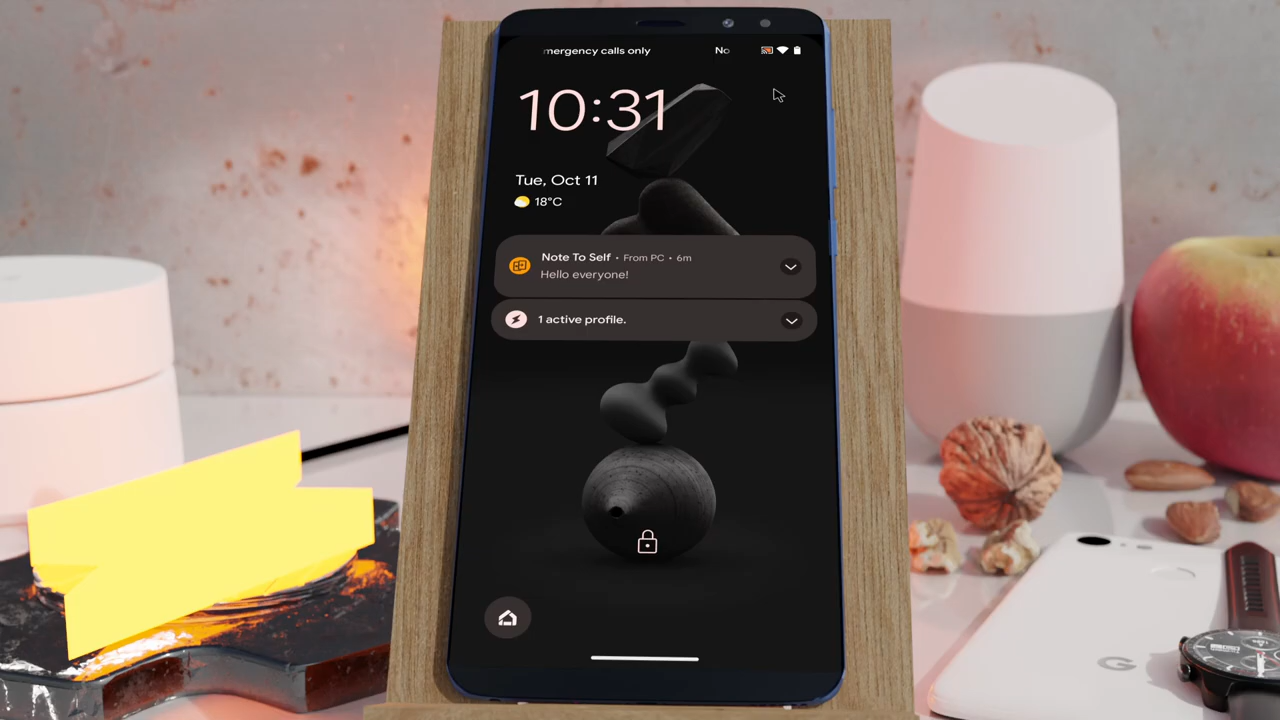 mergency calls only
No
10:31
Tue, Oct 11
18°C
Note To Self • From PC • 6m
Hello everyone!
1 active profile.
G